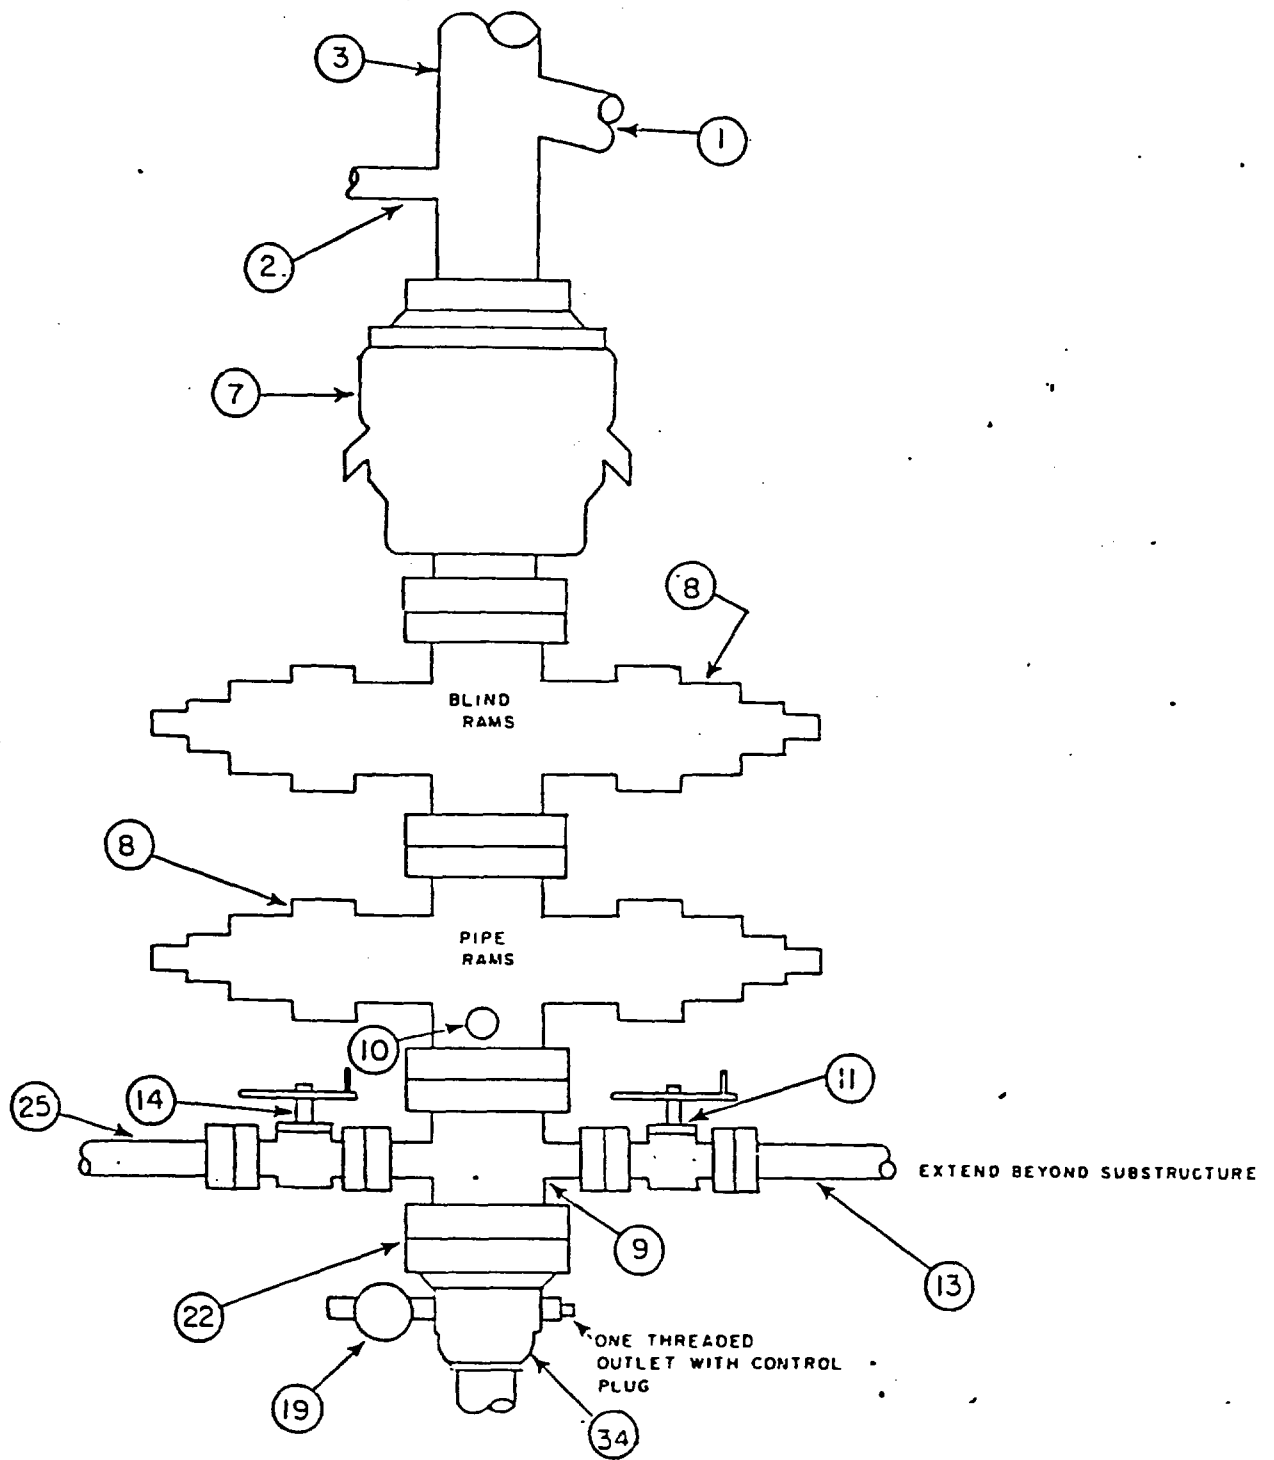 3
1
2
7
8
BLIND
RAMS
8
PIPE
RAMS
10
11
14
25
EXTEND BEYOND SUBSTRUCTURE
9
13
22
ONE THREADED
OUTLET WITH CONTROL
PLUG
19
34